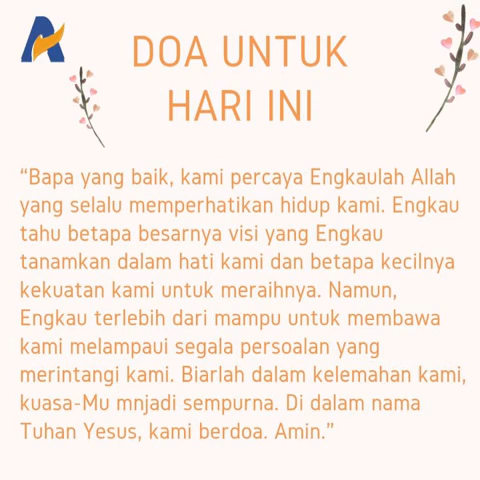 DOA UNTUK
HARI INI
“Bapa yang baik, kami percaya Engkaulah Allah
yang selalu memperhatikan hidup kami. Engkau
tahu betapa besarnya visi yang Engkau
tanamkan dalam hati kami dan betapa kecilnya
kekuatan kami untuk meraihnya. Namun,
Engkau terlebih dari mampu untuk membawa
kami melampaui segala persoalan yang
merintangi kami. Biarlah dalam kelemahan kami,
kuasa-Mu mnjadi sempurna. Di dalam nama
Tuhan Yesus, kami berdoa. Amin.”